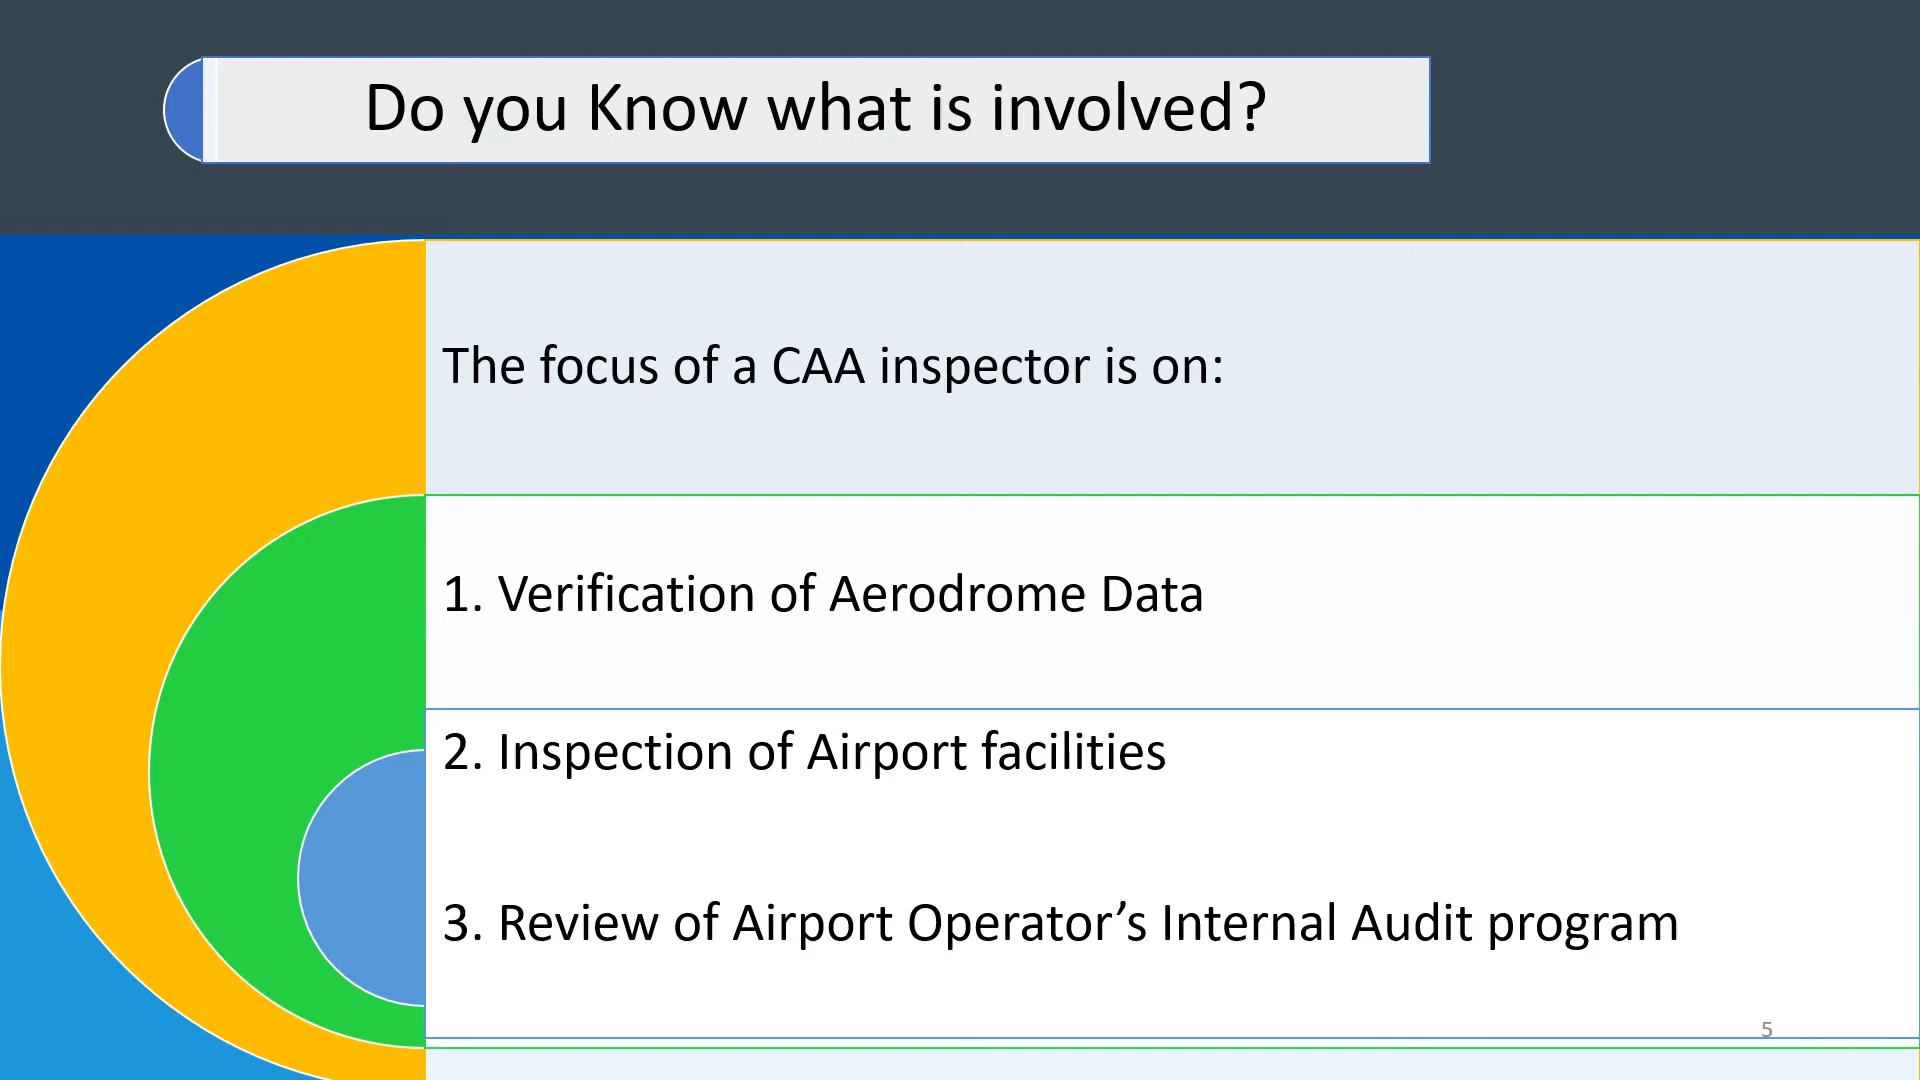 Do you Know what is involved?
The focus of a CAA inspector is on:
1. Verification of Aerodrome Data
2. Inspection of Airport facilities
3. Review of Airport Operator’s Internal Audit program
5